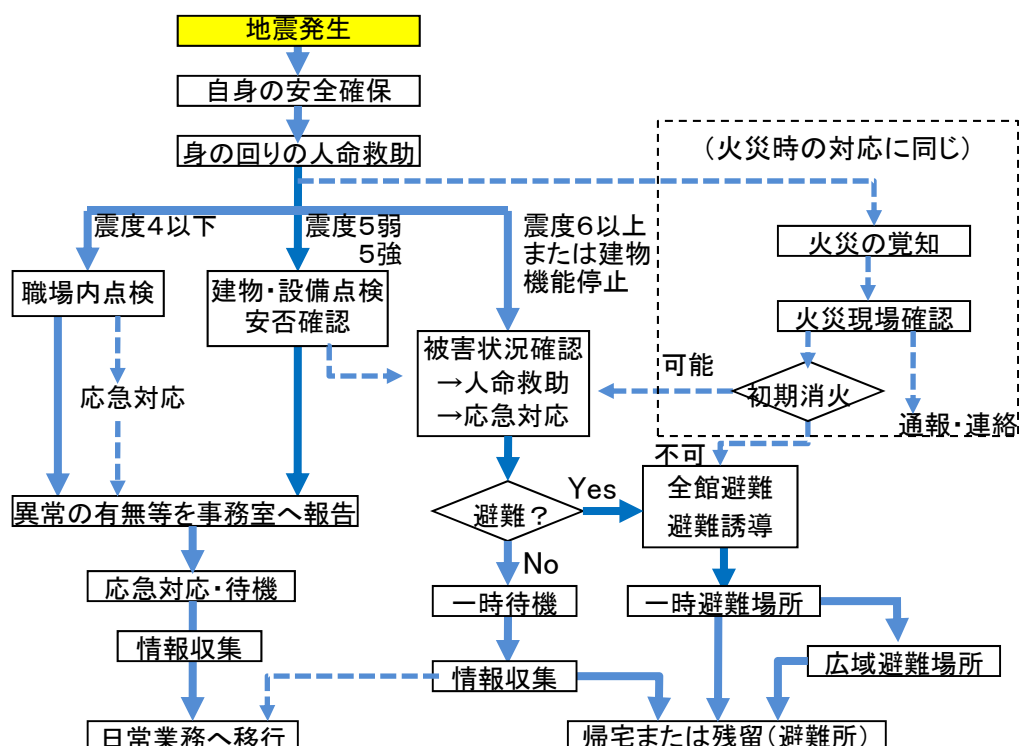 地震発生
自身の安全確保
身の回りの人命救助
(火災時の対応に同じ)
震度4以下
震度5弱
5強
震度6以上
または建物
機能停止
火災の覚知
職場内点検
建物・設備点検
安否確認
火災現場確認
被害状況確認
→人命救助
→応急対応
可能
初期消火
応急対応
通報・連絡
不可
全館避難
避難誘導
Yes
避難?
異常の有無等を事務室へ報告
No
応急対応・待機
一時待機
一時避難場所
情報収集
広域避難場所
情報収集
日常業務へ移行
帰宅または残留(避難所)